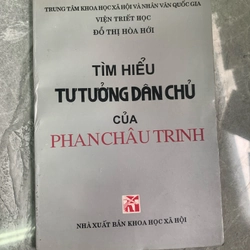 TRUNG TÂM KHOA HỌC XÃ HỘI VÀ NHÂN VĂN QUỐC GIA
VIỆN TRIẾT HỌC
ĐỖ THỊ HÒA HỚI
TÌM HIỂU
TƯ TƯỞNG DÂN CHỦ
CỦA
PHAN CHÂU TRINH
NHÀ XUẤT BẢN KHOA HỌC XÃ HỘI